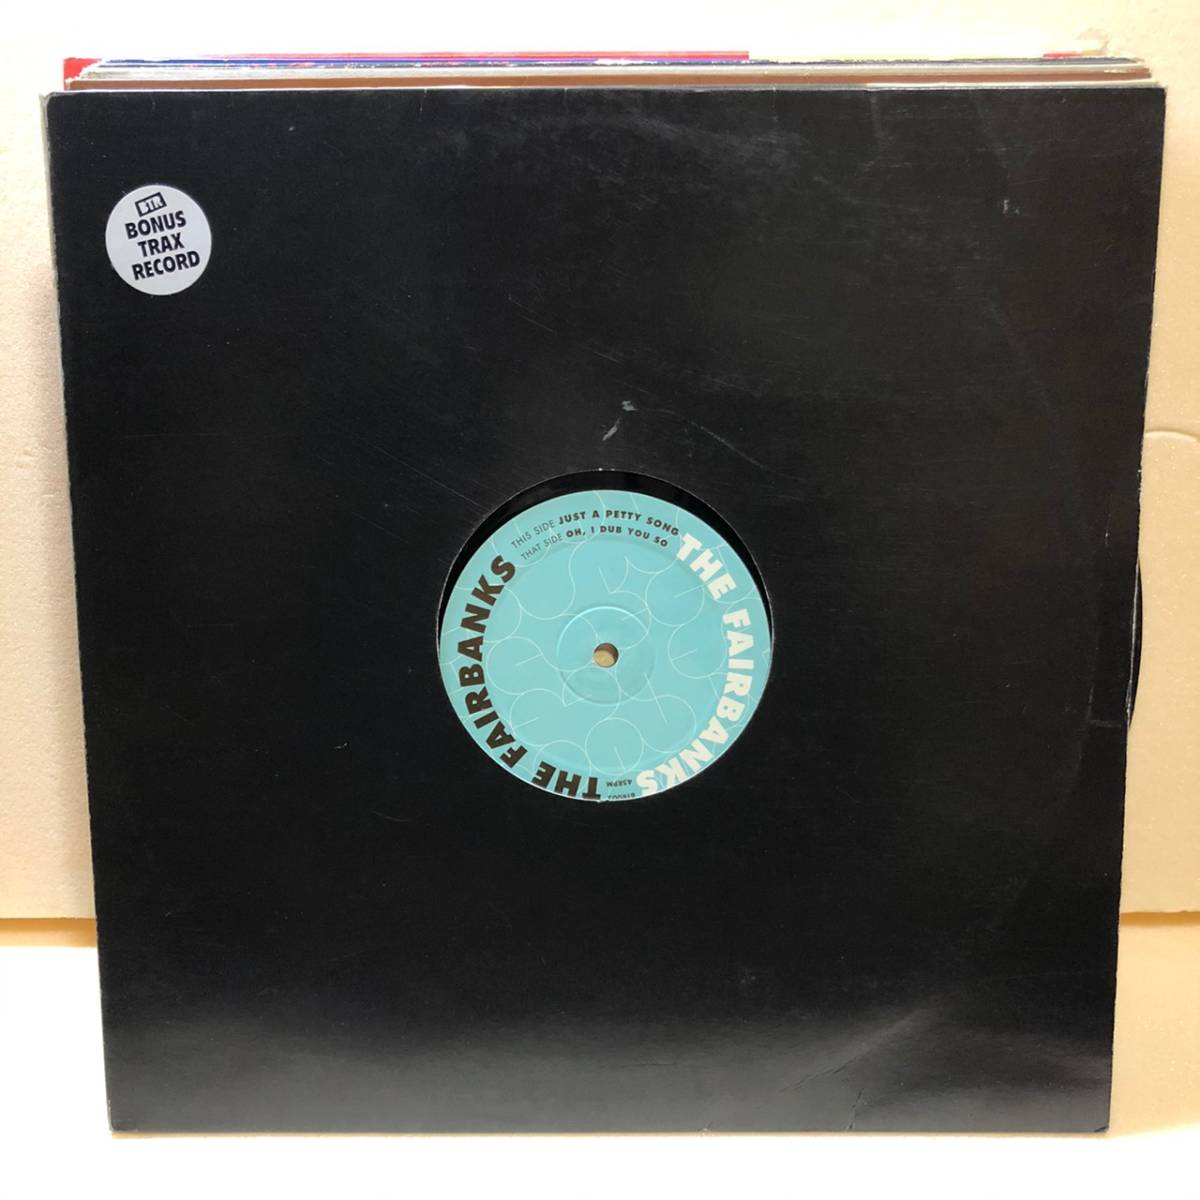 BTR
BONUS
TRAX
RECORD
THIS SIDE JUST A PETTY SONG
THAT SIDE OH, I DUB YOU SO
THE FAIRBANKS
THE FAIRBANKS
45RPM